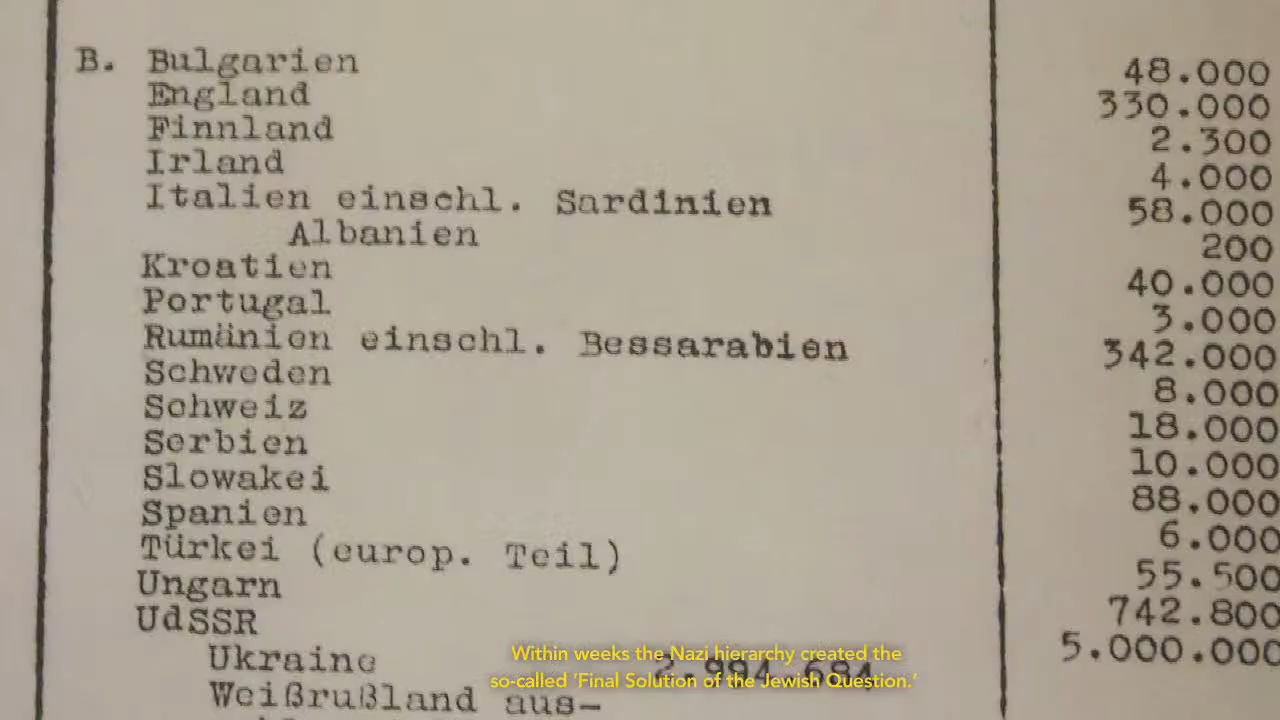 B. Bulgarien 48.000
England 330.000
Finnland 2.300
Irland 4.000
Italien einschl. Sardinien 58.000
Albanien 200
Kroatien 40.000
Portugal 3.000
Rumänien einschl. Bessarabien 342.000
Schweden 8.000
Schweiz 18.000
Serbien 10.000
Slowakei 88.000
Spanien 6.000
Türkei (europ. Teil) 55.500
Ungarn 742.800
UdSSR 5.000.000
Ukraine 2.994.684
Weißrußland aus-
Within weeks the Nazi hierarchy created the
so-called ‘Final Solution of the Jewish Question.’